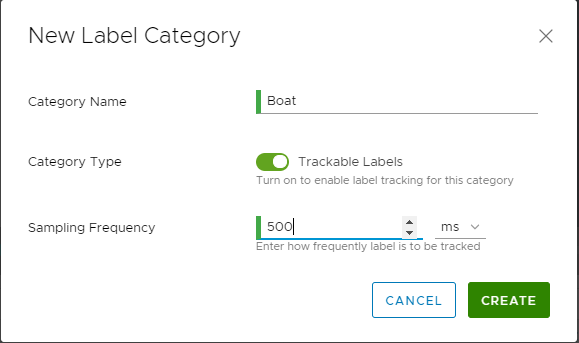 New Label Category
Category Name
Boat
Category Type
Trackable Labels
Turn on to enable label tracking for this category
Sampling Frequency
500
ms
Enter how frequently label is to be tracked
CANCEL
CREATE